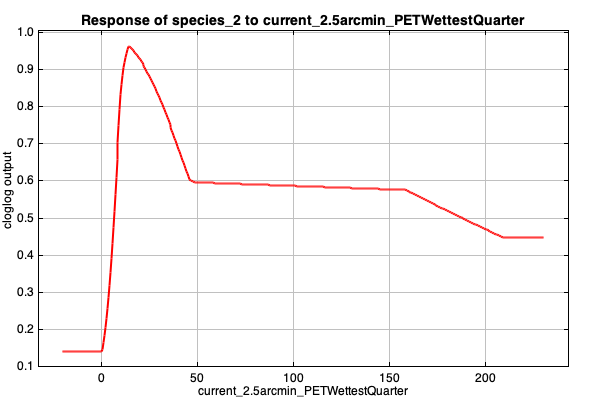 Response of species_2 to current_2.5arcmin_PETWettestQuarter
1.0
0.9
0.8
0.7
0.6
0.5
0.4
0.3
0.2
0.1
cloglog output
0 50 100 150 200
current_2.5arcmin_PETWettestQuarter